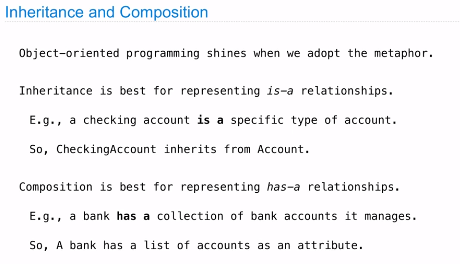 Inheritance and Composition
Object-oriented programming shines when we adopt the metaphor.
Inheritance is best for representing is-a relationships.
E.g., a checking account is a specific type of account.
So, CheckingAccount inherits from Account.
Composition is best for representing has-a relationships.
E.g., a bank has a collection of bank accounts it manages.
So, A bank has a list of accounts as an attribute.